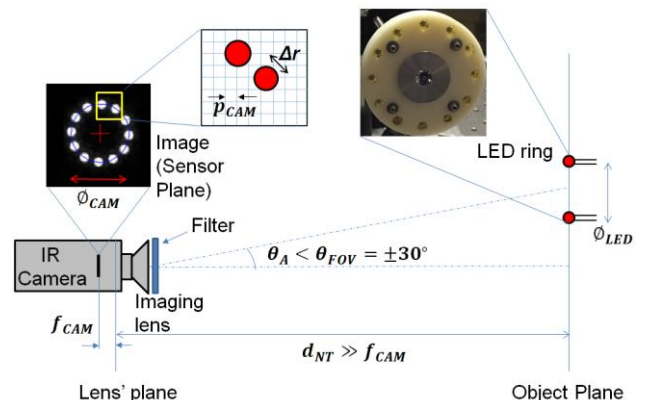 Δr
p_CAM
Image
(Sensor
Plane)
Ø_CAM
LED ring
Ø_LED
Filter
θ_A < θ_FOV = ±30°
IR
Camera
Imaging
lens
f_CAM
d_NT ≫ f_CAM
Lens' plane
Object Plane